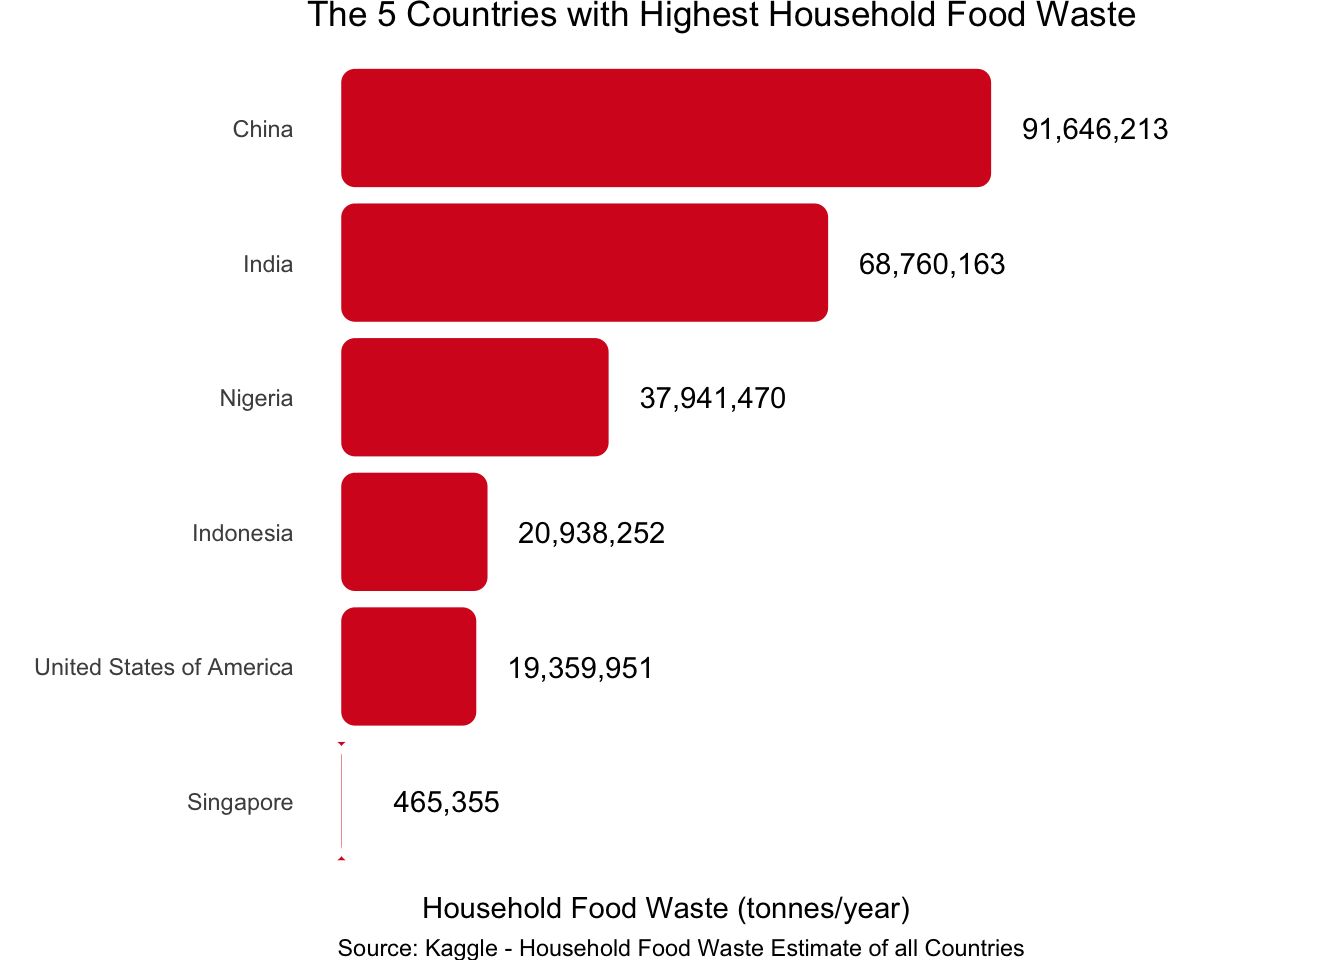 The 5 Countries with Highest Household Food Waste
China 91,646,213
India 68,760,163
Nigeria 37,941,470
Indonesia 20,938,252
United States of America 19,359,951
Singapore 465,355
Household Food Waste (tonnes/year)
Source: Kaggle - Household Food Waste Estimate of all Countries